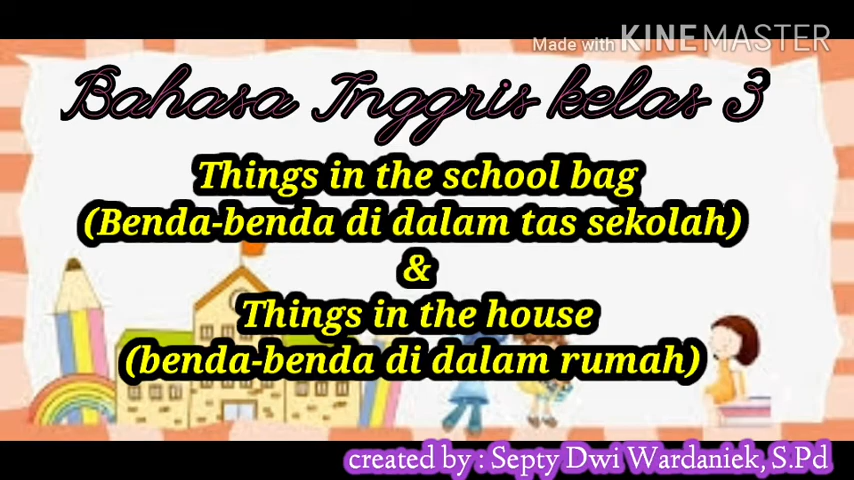 Made with KINEMASTER
Bahasa Inggris kelas 3
Things in the school bag
(Benda-benda di dalam tas sekolah)
&
Things in the house
(benda-benda di dalam rumah)
created by : Septy Dwi Wardaniek, S.Pd